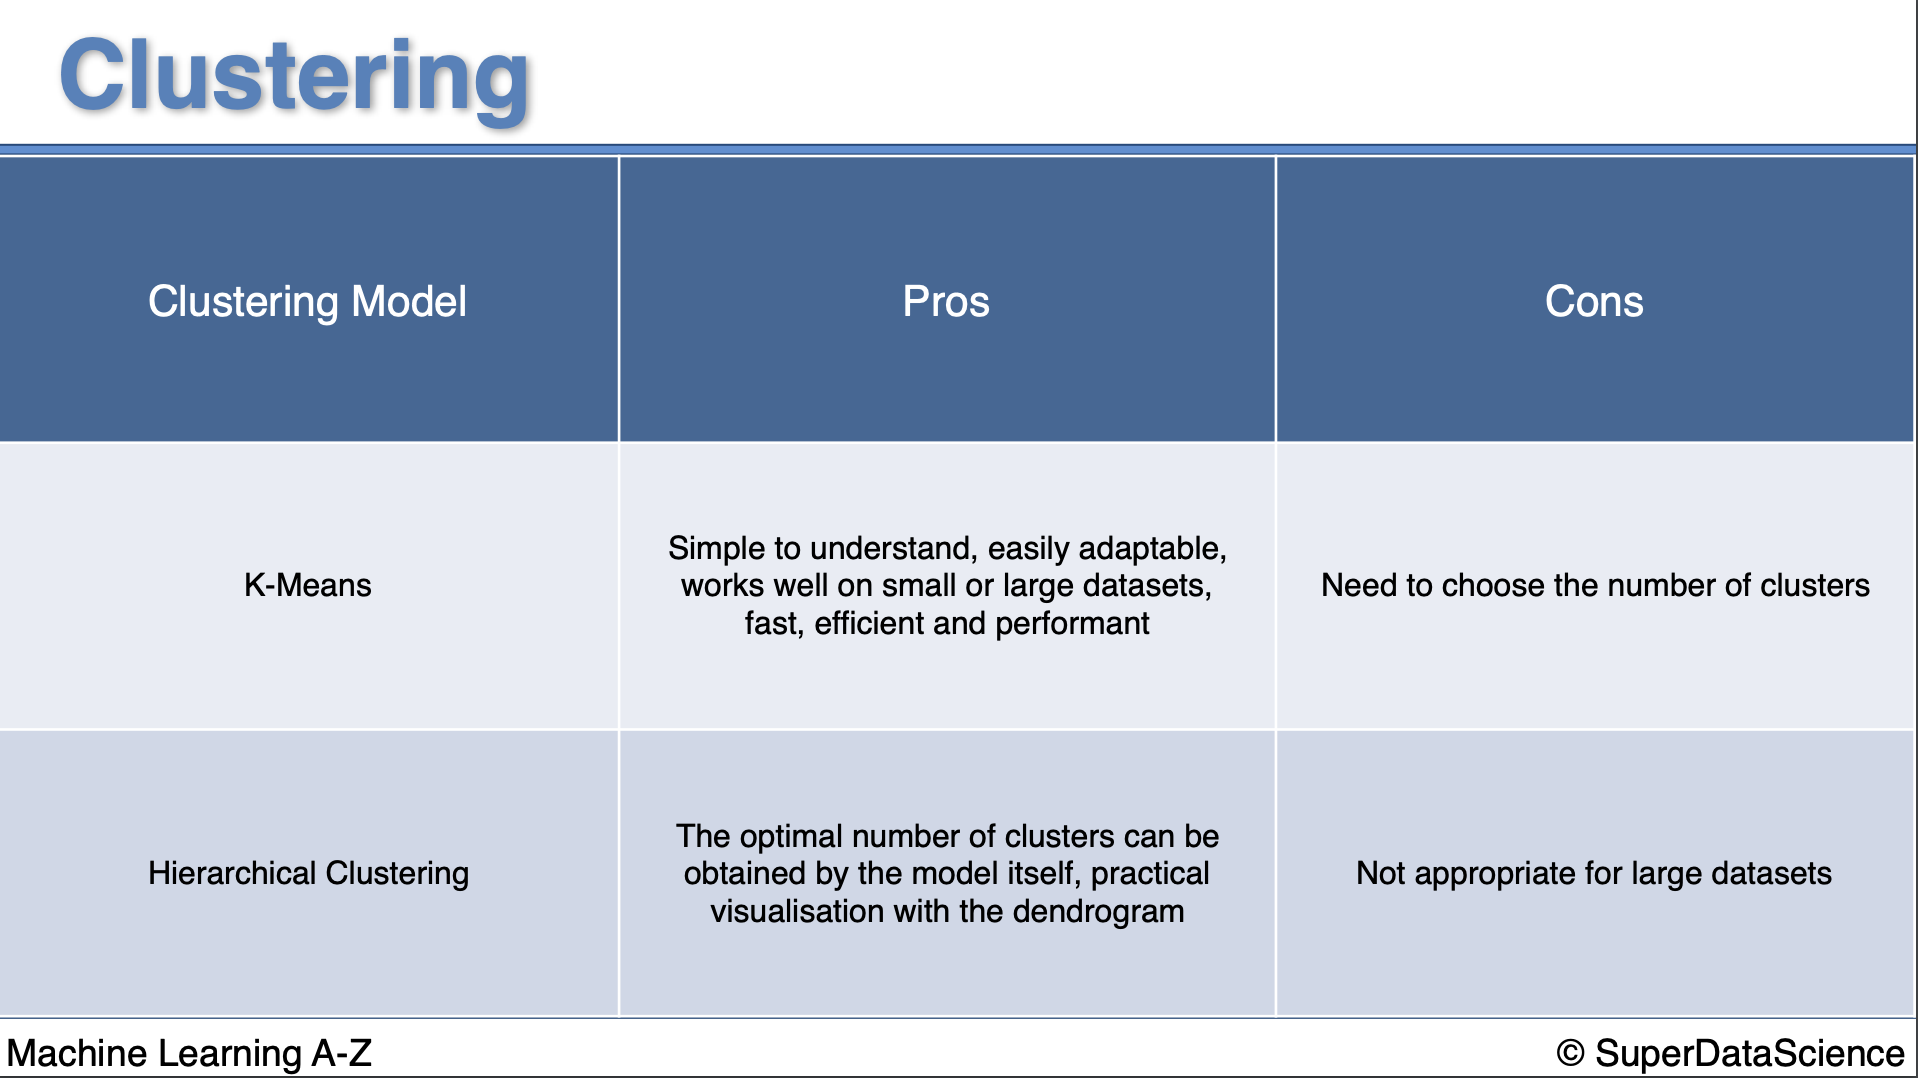 Clustering
Clustering Model
Pros
Cons
K-Means
Simple to understand, easily adaptable,
works well on small or large datasets,
fast, efficient and performant
Need to choose the number of clusters
Hierarchical Clustering
The optimal number of clusters can be
obtained by the model itself, practical
visualisation with the dendrogram
Not appropriate for large datasets
Machine Learning A-Z
© SuperDataScience